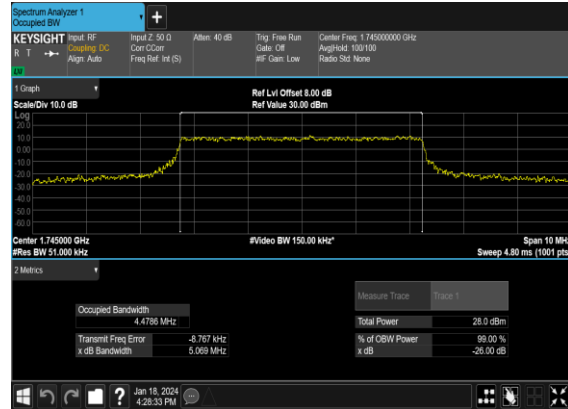 Spectrum Analyzer 1
Occupied BW
KEYSIGHT Input: RF Input Z: 50 Ω Atten: 40 dB Trig: Free Run Center Freq: 1.745000000 GHz
R T Coupling: DC Corr CCorr Gate: Off Avg|Hold: 100/100
Align: Auto Freq Ref: Int (S) #IF Gain: Low Radio Std: None
1 Graph
Ref Lvl Offset 8.00 dB
Scale/Div 10.0 dB Ref Value 30.00 dBm
Log
20.0
10.0
0.00
-10.0
-20.0
-30.0
-40.0
-50.0
-60.0
Center 1.745000 GHz #Video BW 150.00 kHz* Span 10 MHz
#Res BW 51.000 kHz Sweep 4.80 ms (1001 pts)
2 Metrics
Measure Trace Trace 1
Occupied Bandwidth
4.4786 MHz Total Power 28.0 dBm
Transmit Freq Error -8.767 kHz % of OBW Power 99.00 %
x dB Bandwidth 5.069 MHz x dB -26.00 dB
? Jan 18, 2024
4:28:33 PM